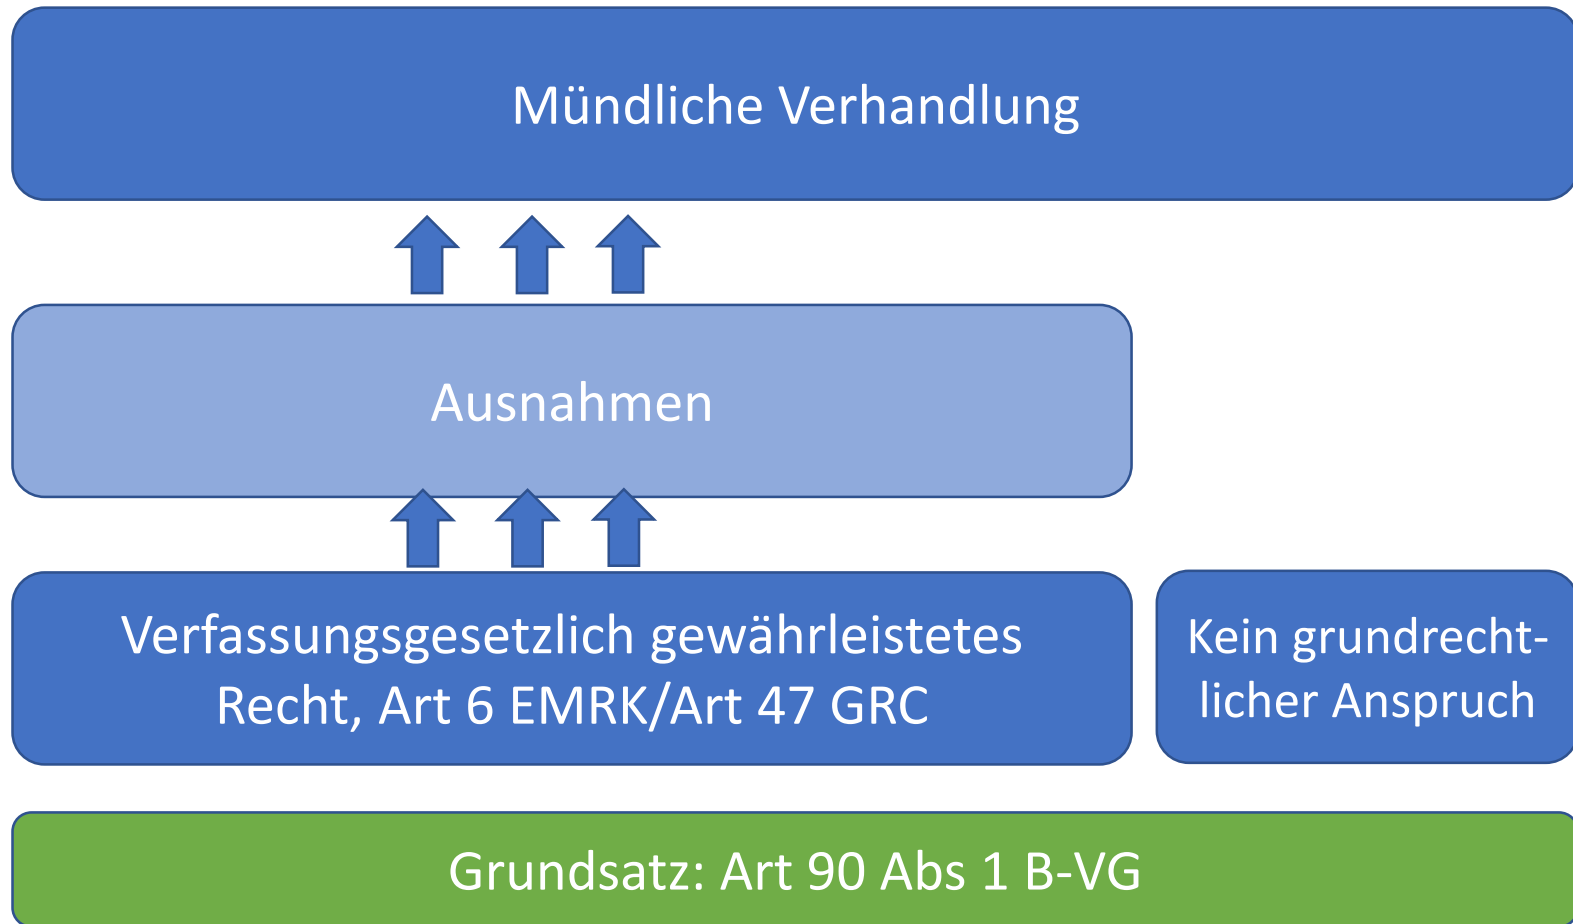 Mündliche Verhandlung
Ausnahmen
Verfassungsgesetzlich gewährleistetes
Recht, Art 6 EMRK/Art 47 GRC
Kein grundrecht-
licher Anspruch
Grundsatz: Art 90 Abs 1 B-VG